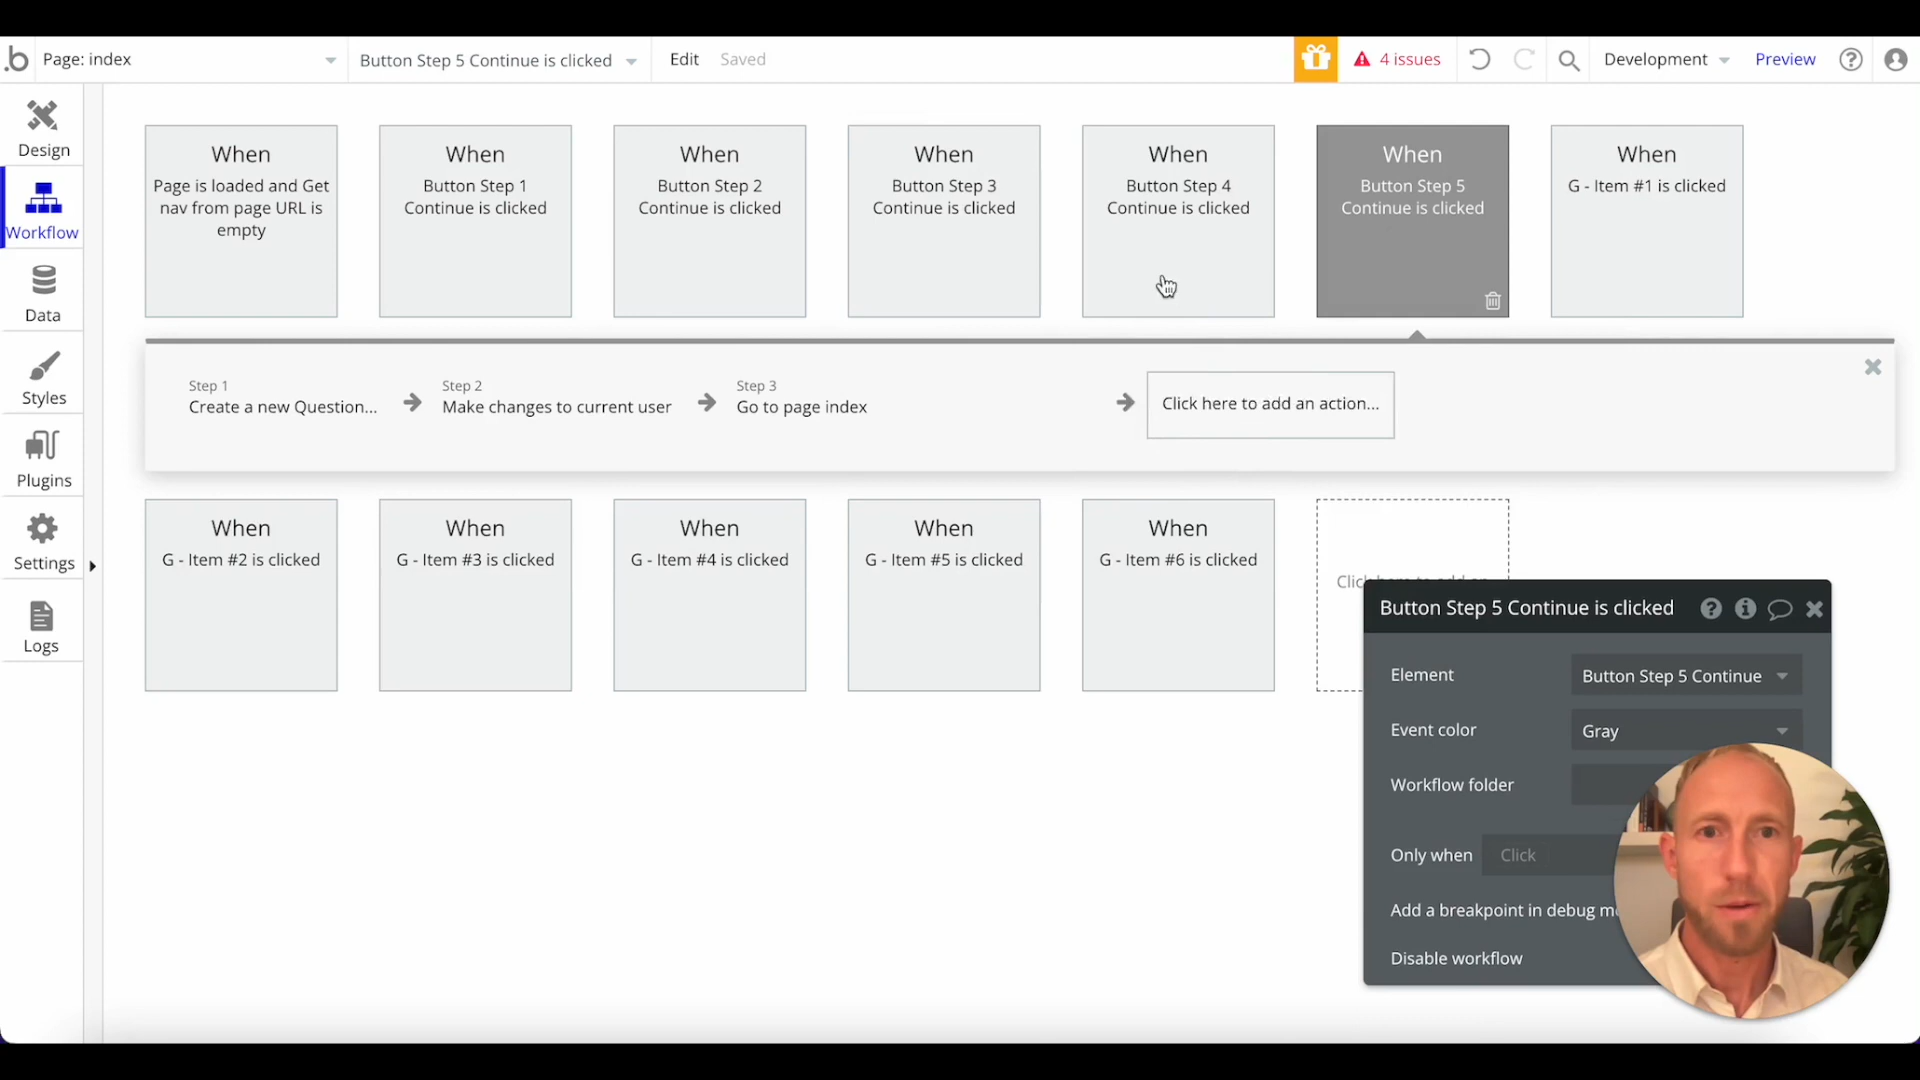 .b Page: index Button Step 5 Continue is clicked Edit Saved 4 issues Development Preview ?
Design
Workflow
Data
Styles
Plugins
Settings
Logs
When
Page is loaded and Get
nav from page URL is
empty
When
Button Step 1
Continue is clicked
When
Button Step 2
Continue is clicked
When
Button Step 3
Continue is clicked
When
Button Step 4
Continue is clicked
When
Button Step 5
Continue is clicked
When
G - Item #1 is clicked
Step 1
Create a new Question...
Step 2
Make changes to current user
Step 3
Go to page index
Click here to add an action...
When
G - Item #2 is clicked
When
G - Item #3 is clicked
When
G - Item #4 is clicked
When
G - Item #5 is clicked
When
G - Item #6 is clicked
Button Step 5 Continue is clicked
Element Button Step 5 Continue
Event color Gray
Workflow folder
Only when Click
Add a breakpoint in debug
Disable workflow